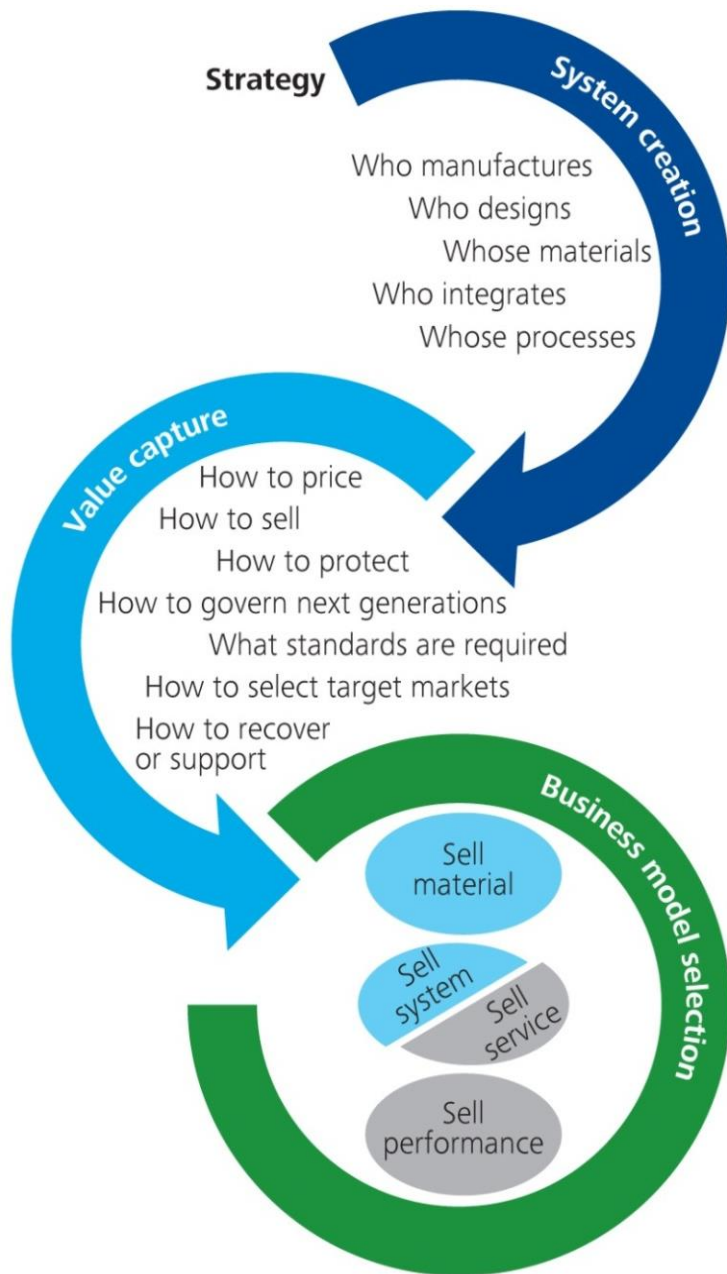 Strategy
System creation
Who manufactures
Who designs
Whose materials
Who integrates
Whose processes
Value capture
How to price
How to sell
How to protect
How to govern next generations
What standards are required
How to select target markets
How to recover
or support
Business model selection
Sell
material
Sell
system
Sell
service
Sell
performance